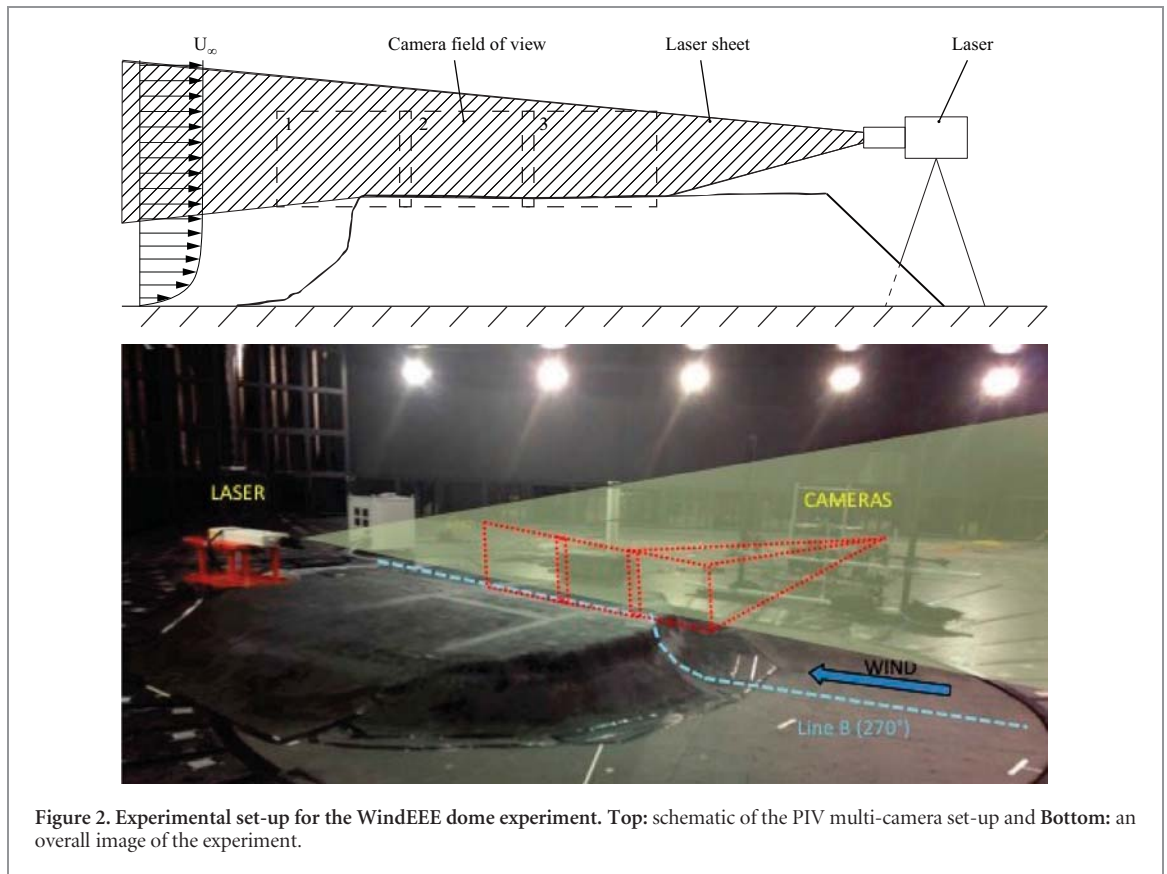 U∞
Camera field of view
Laser sheet
Laser
1
2
3
LASER
CAMERAS
WIND
Line B (270°)
Figure 2. Experimental set-up for the WindEEE dome experiment. Top: schematic of the PIV multi-camera set-up and Bottom: an
overall image of the experiment.